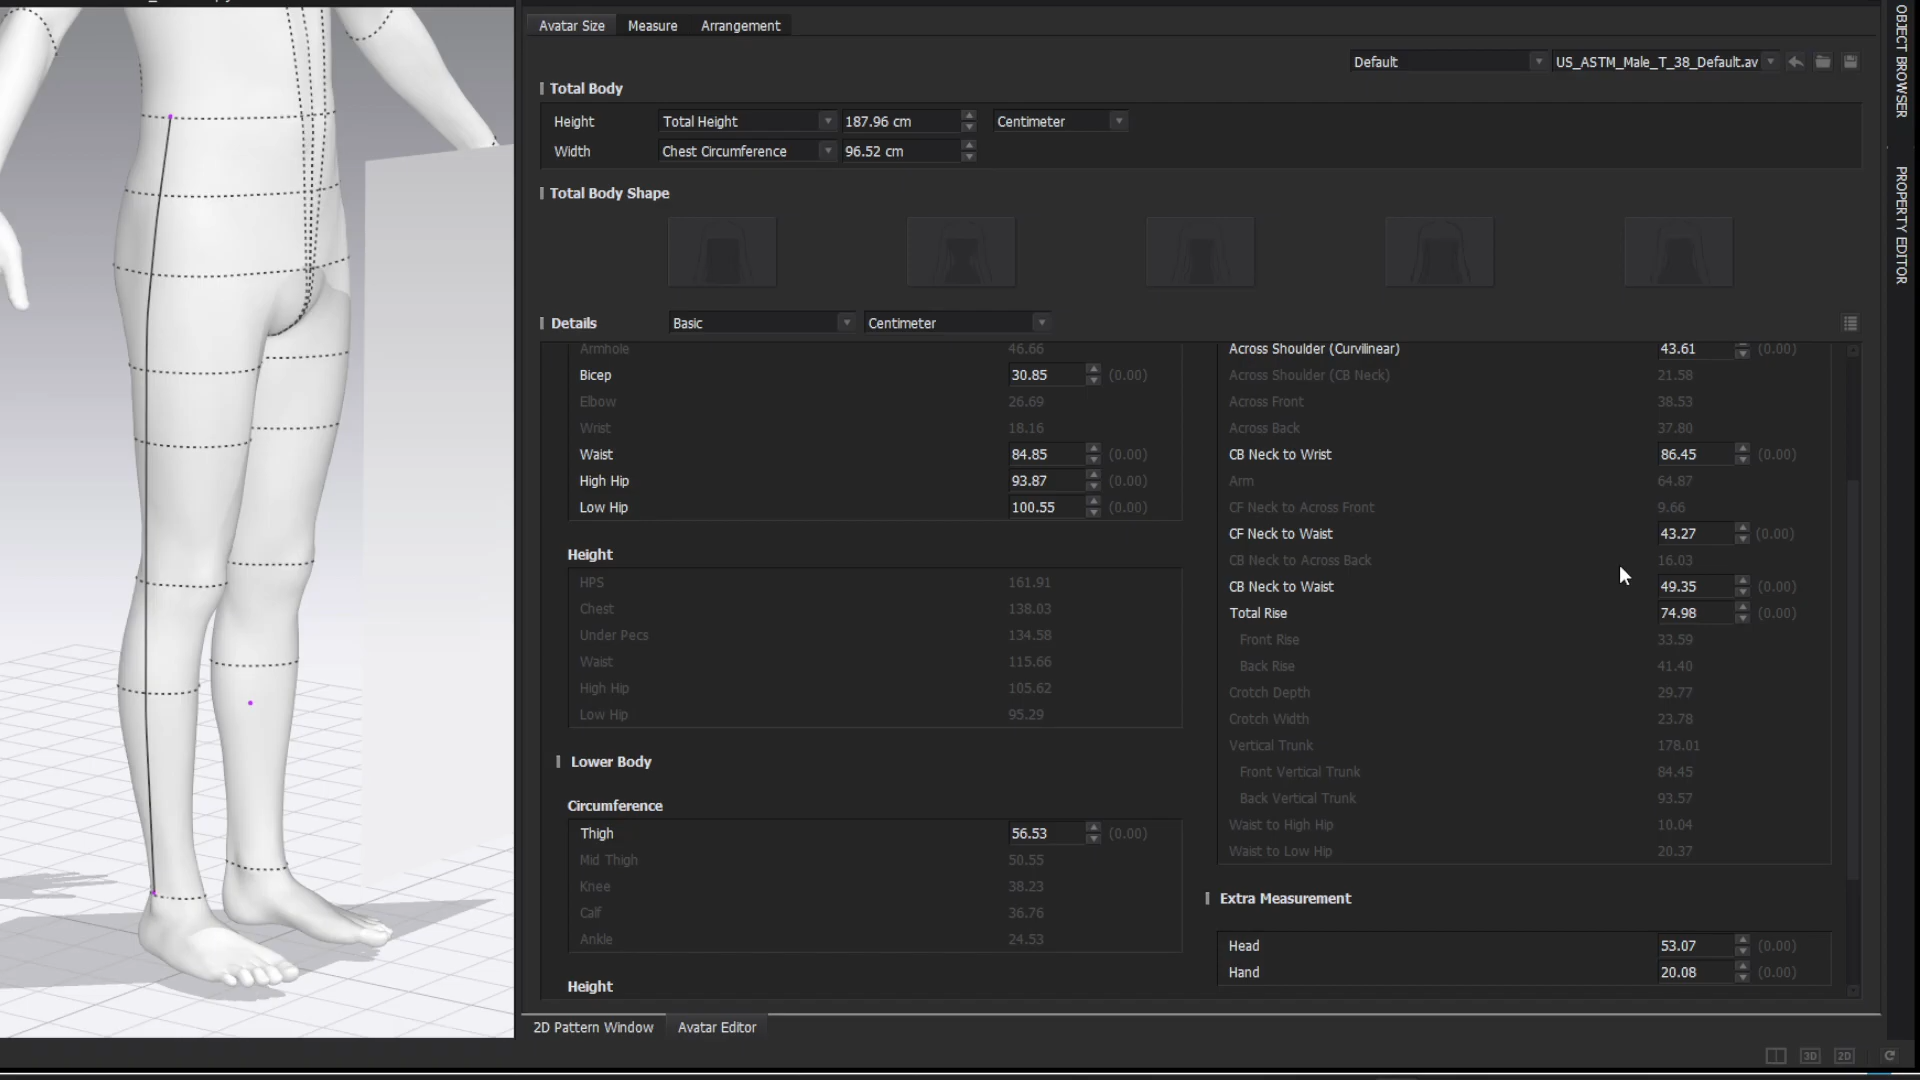 Avatar Size Measure Arrangement
Default US_ASTM_Male_T_38_Default.av
Total Body
Height Total Height 187.96 cm Centimeter
Width Chest Circumference 96.52 cm
Total Body Shape
Details Basic Centimeter
Armhole 46.66
Bicep 30.85 (0.00)
Elbow 26.69
Wrist 18.16
Waist 84.85 (0.00)
High Hip 93.87 (0.00)
Low Hip 100.55 (0.00)
Height
HPS 161.91
Chest 138.03
Under Pecs 134.58
Waist 115.66
High Hip 105.62
Low Hip 95.29
Lower Body
Circumference
Thigh 56.53 (0.00)
Mid Thigh 50.55
Knee 38.23
Calf 36.76
Ankle 24.53
Height
Across Shoulder (Curvilinear) 43.61 (0.00)
Across Shoulder (CB Neck) 21.58
Across Front 38.53
Across Back 37.80
CB Neck to Wrist 86.45 (0.00)
Arm 64.87
CF Neck to Across Front 9.66
CF Neck to Waist 43.27 (0.00)
CB Neck to Across Back 16.03
CB Neck to Waist 49.35 (0.00)
Total Rise 74.98 (0.00)
Front Rise 33.59
Back Rise 41.40
Crotch Depth 29.77
Crotch Width 23.78
Vertical Trunk 178.01
Front Vertical Trunk 84.45
Back Vertical Trunk 93.57
Waist to High Hip 10.04
Waist to Low Hip 20.37
Extra Measurement
Head 53.07 (0.00)
Hand 20.08 (0.00)
2D Pattern Window Avatar Editor
3D 2D
OBJECT BROWSER
PROPERTY EDITOR